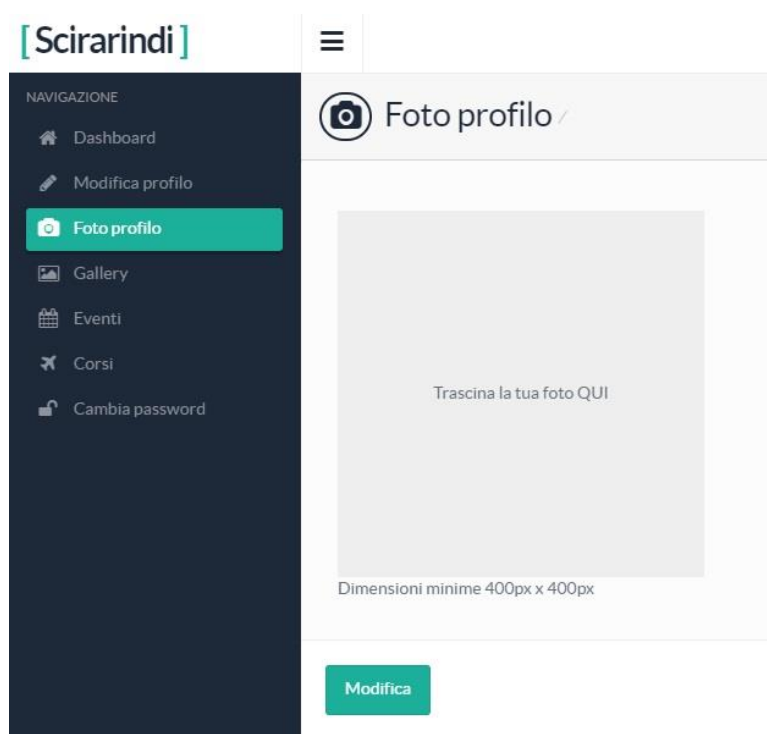 [Scirarindi]
NAVIGAZIONE
Dashboard
Modifica profilo
Foto profilo
Gallery
Eventi
Corsi
Cambia password
Foto profilo /
Trascina la tua foto QUI
Dimensioni minime 400px x 400px
Modifica